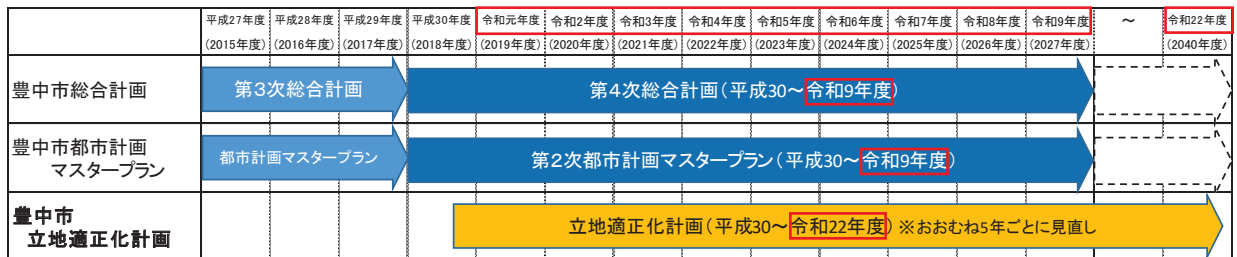 平成27年度 平成28年度 平成29年度 平成30年度 令和元年度 令和2年度 令和3年度 令和4年度 令和5年度 令和6年度 令和7年度 令和8年度 令和9年度 ～ 令和22年度
(2015年度) (2016年度) (2017年度) (2018年度) (2019年度) (2020年度) (2021年度) (2022年度) (2023年度) (2024年度) (2025年度) (2026年度) (2027年度) (2040年度)
豊中市総合計画 第3次総合計画 第4次総合計画(平成30～令和9年度)
豊中市都市計画
マスタープラン 都市計画マスタープラン 第2次都市計画マスタープラン(平成30～令和9年度)
豊中市
立地適正化計画 立地適正化計画(平成30～令和22年度)※おおむね5年ごとに見直し